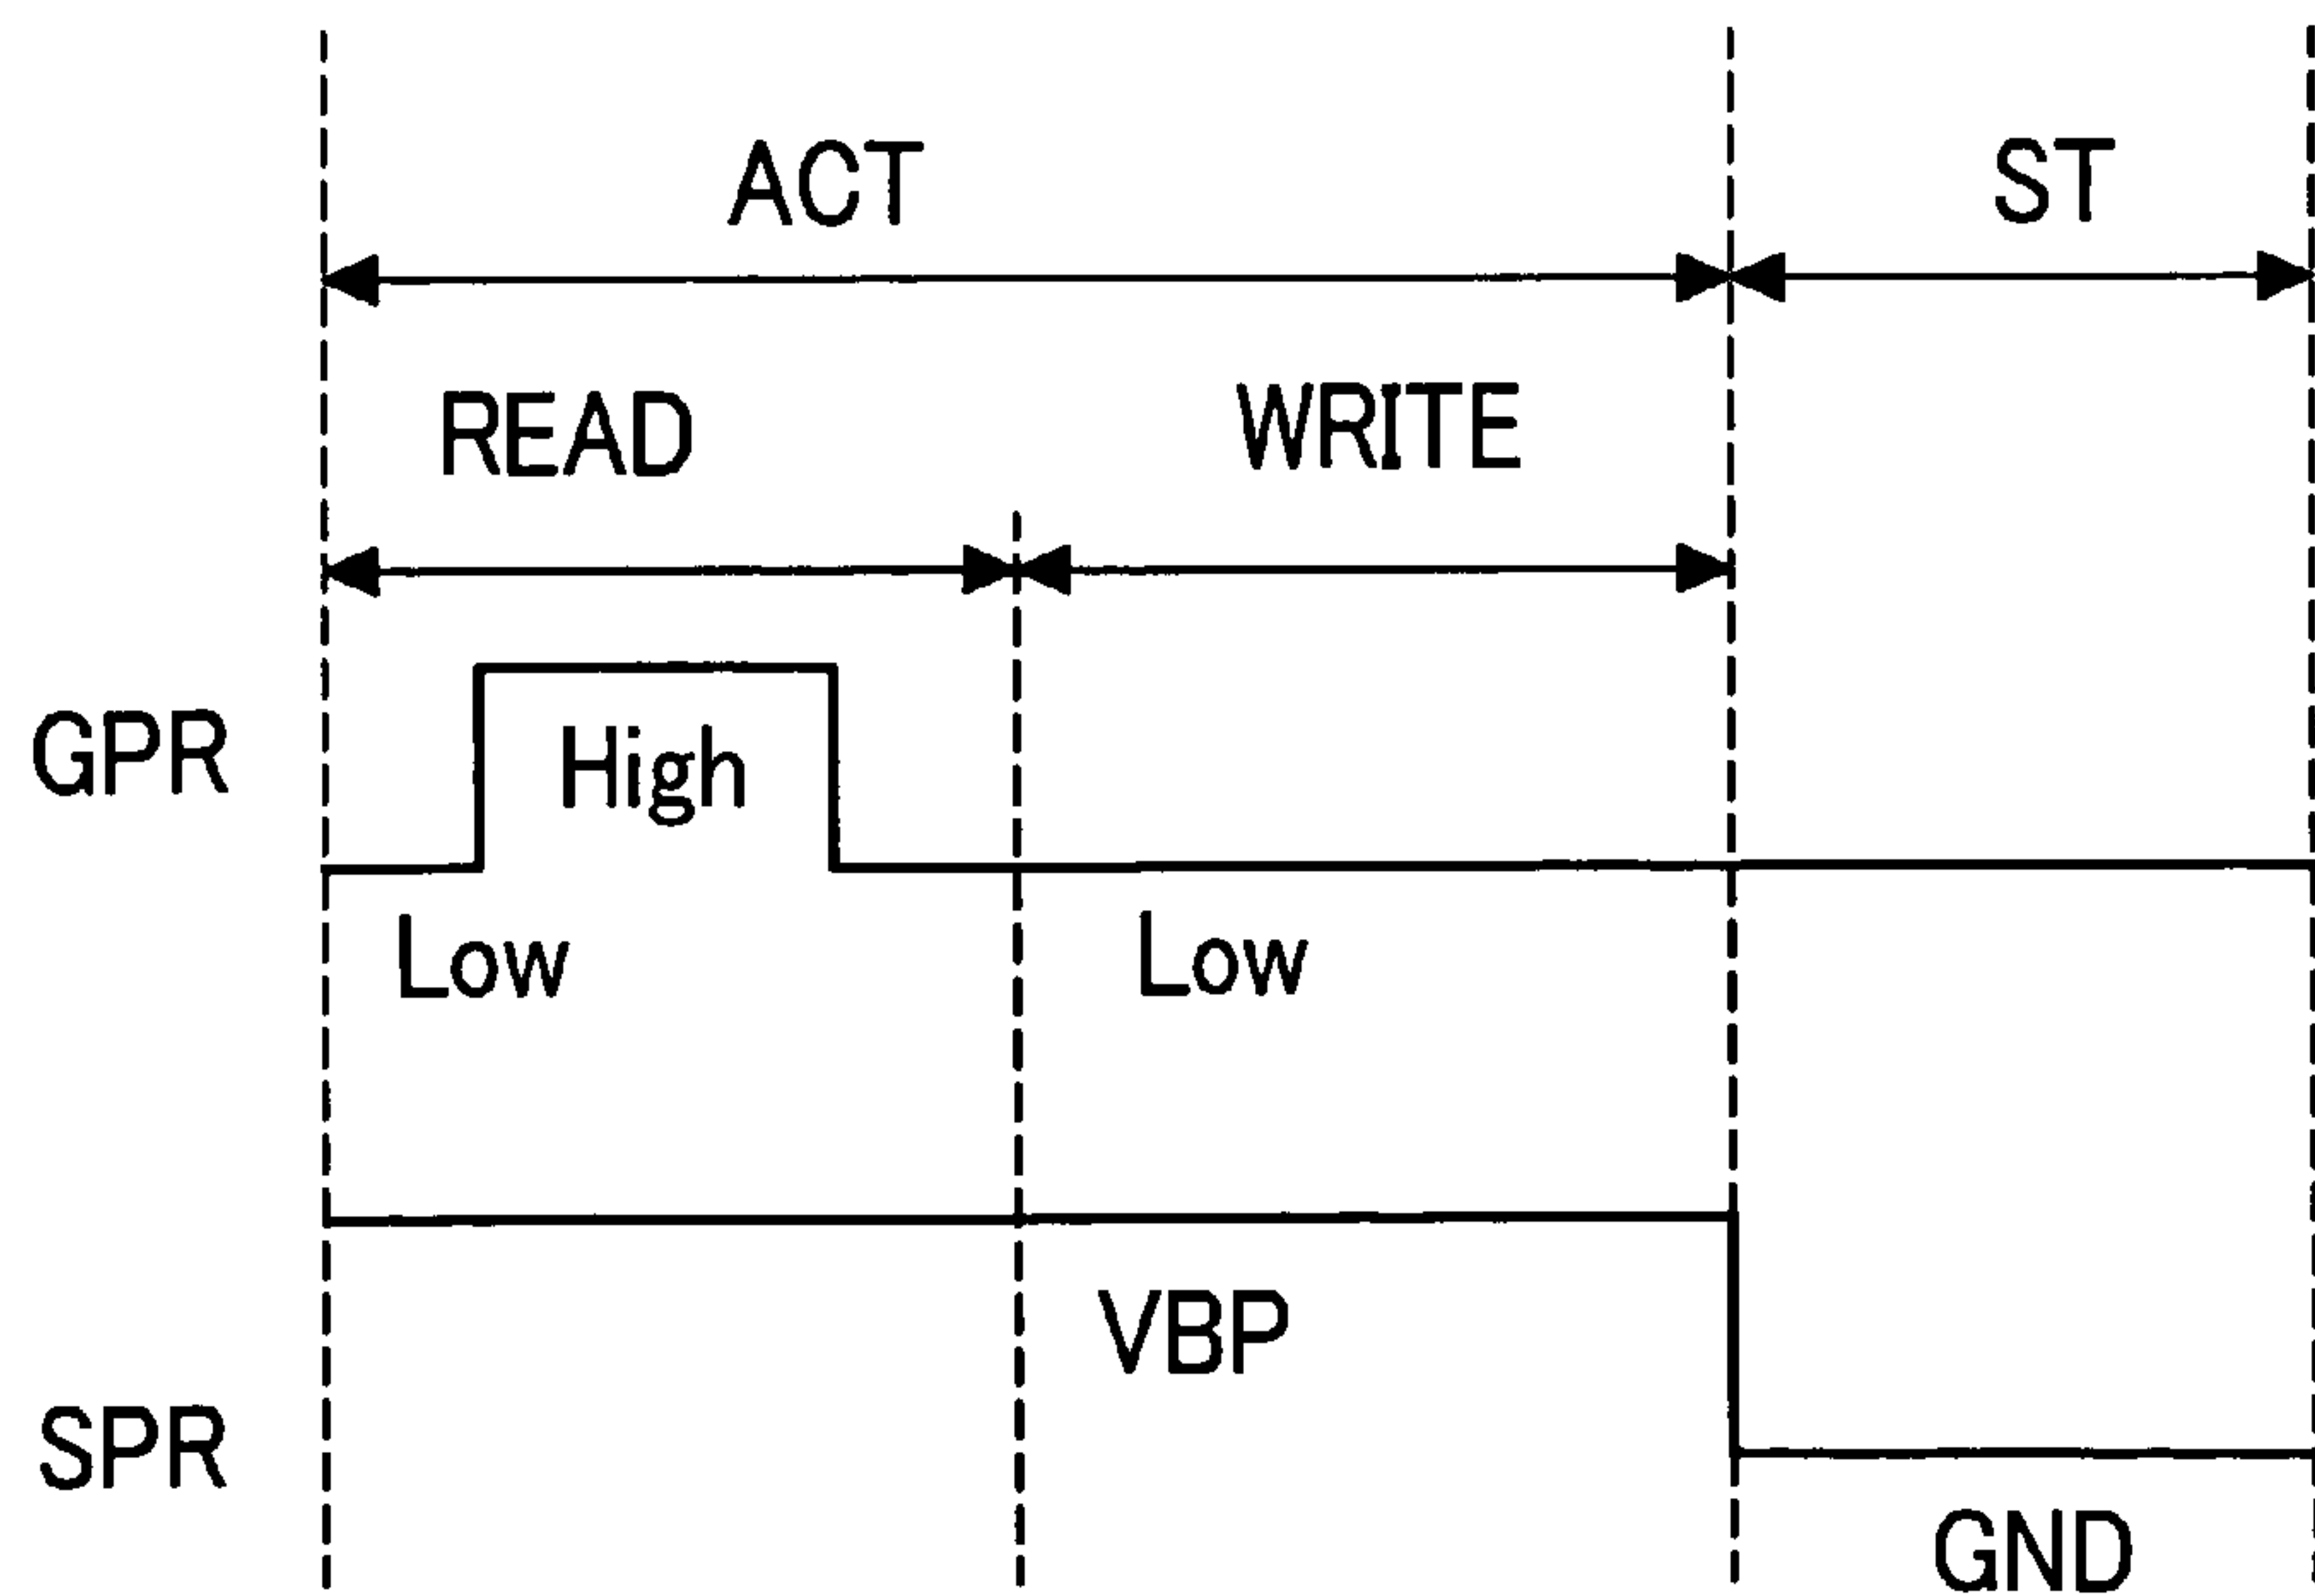 ACT ST
READ WRITE
GPR High
Low Low
VBP
SPR
GND